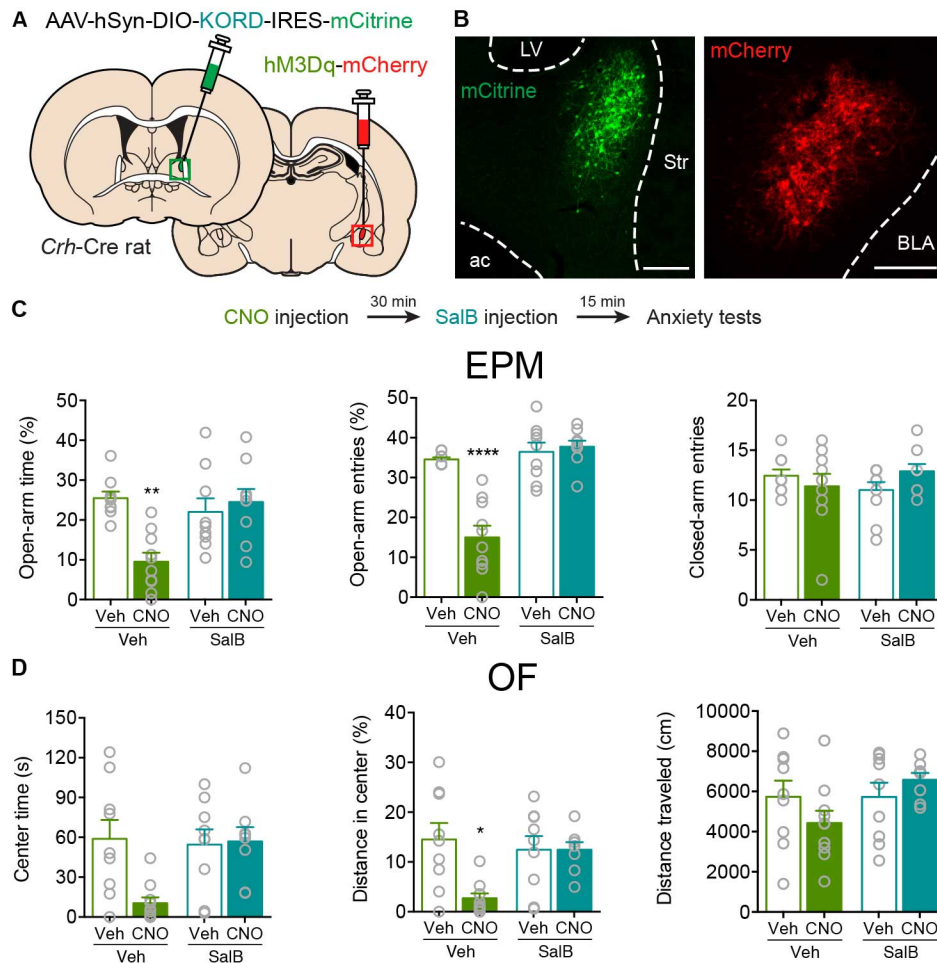 A
AAV-hSyn-DIO-KORD-IRES-mCitrine
hM3Dq-mCherry
Crh-Cre rat
B
LV
mCitrine
Str
ac
mCherry
BLA
C
CNO injection 30 min SalB injection 15 min Anxiety tests
EPM
Open-arm time (%)
50
40
30
20
10
0
**
Veh CNO Veh CNO
Veh SalB
Open-arm entries (%)
50
40
30
20
10
0
****
Veh CNO Veh CNO
Veh SalB
Closed-arm entries
20
15
10
5
0
Veh CNO Veh CNO
Veh SalB
D
OF
Center time (s)
150
120
90
60
30
0
Veh CNO Veh CNO
Veh SalB
Distance in center (%)
40
30
20
10
0
*
Veh CNO Veh CNO
Veh SalB
Distance traveled (cm)
10000
8000
6000
4000
2000
0
Veh CNO Veh CNO
Veh SalB